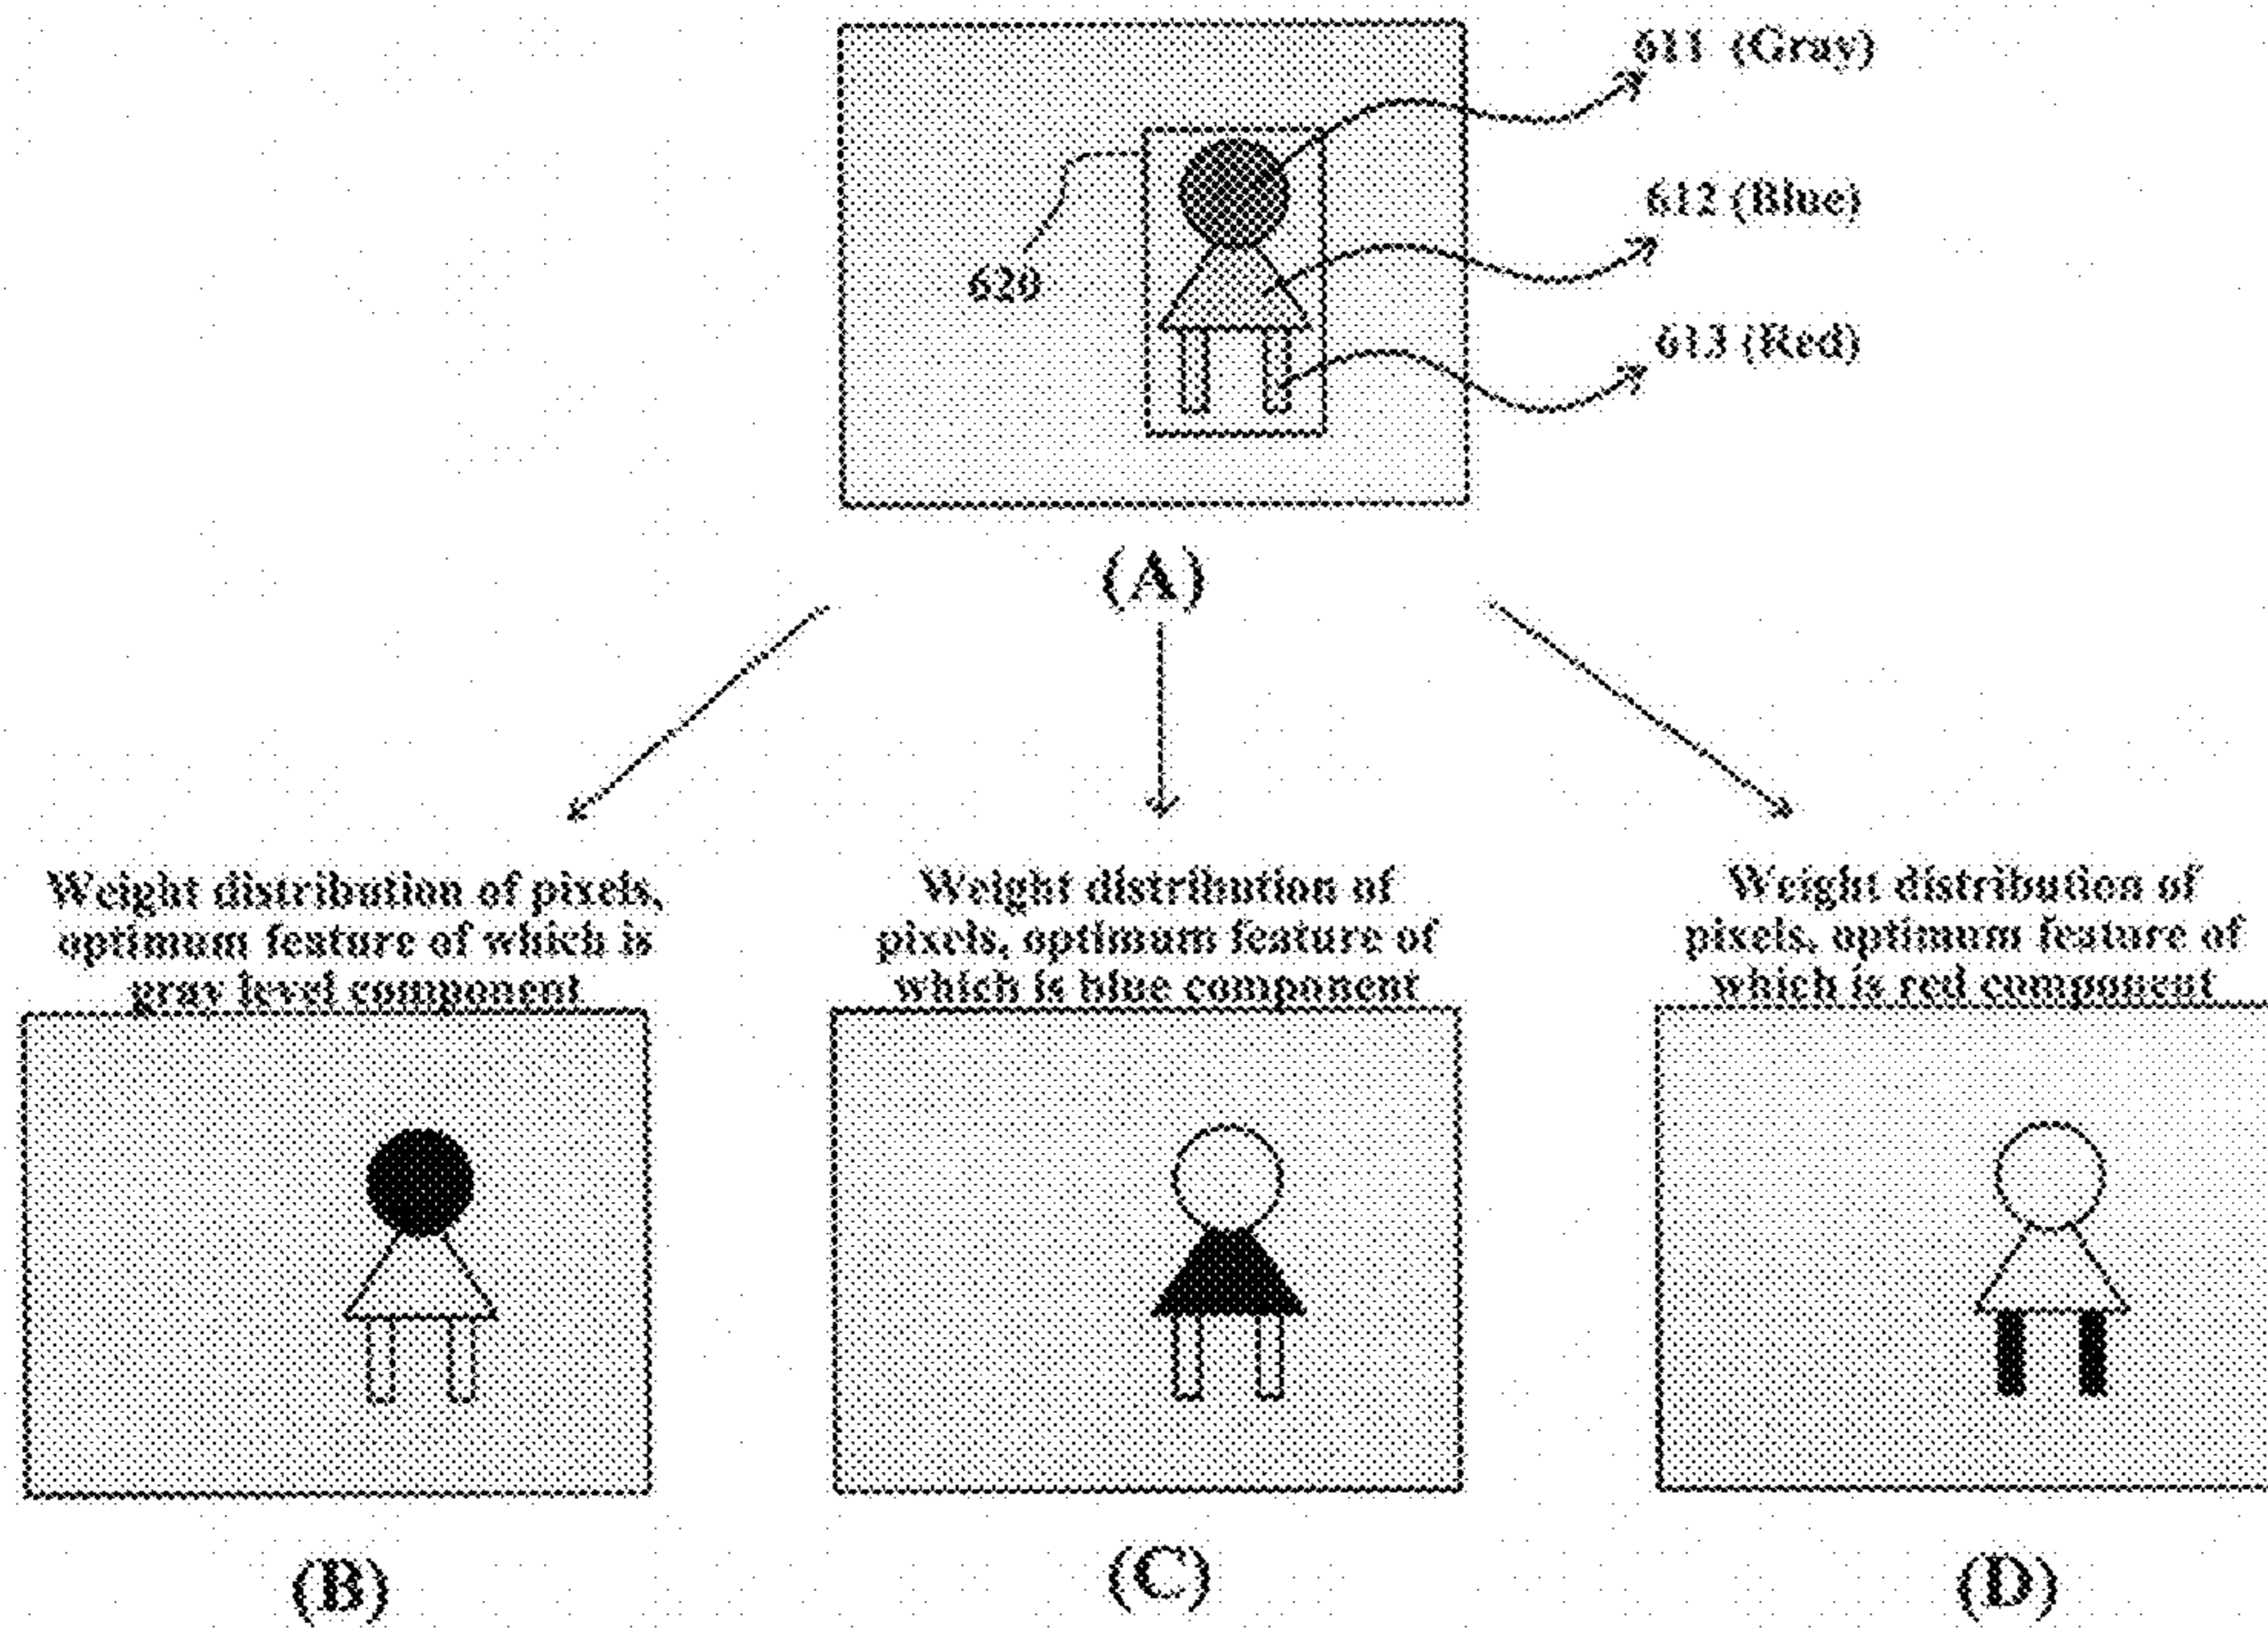 611 (Gray)
612 (Blue)
620
613 (Red)
(A)
Weight distribution of pixels,
optimum feature of which is
gray level component
Weight distribution of
pixels, optimum feature of
which is blue component
Weight distribution of
pixels, optimum feature of
which is red component
(B)
(C)
(D)